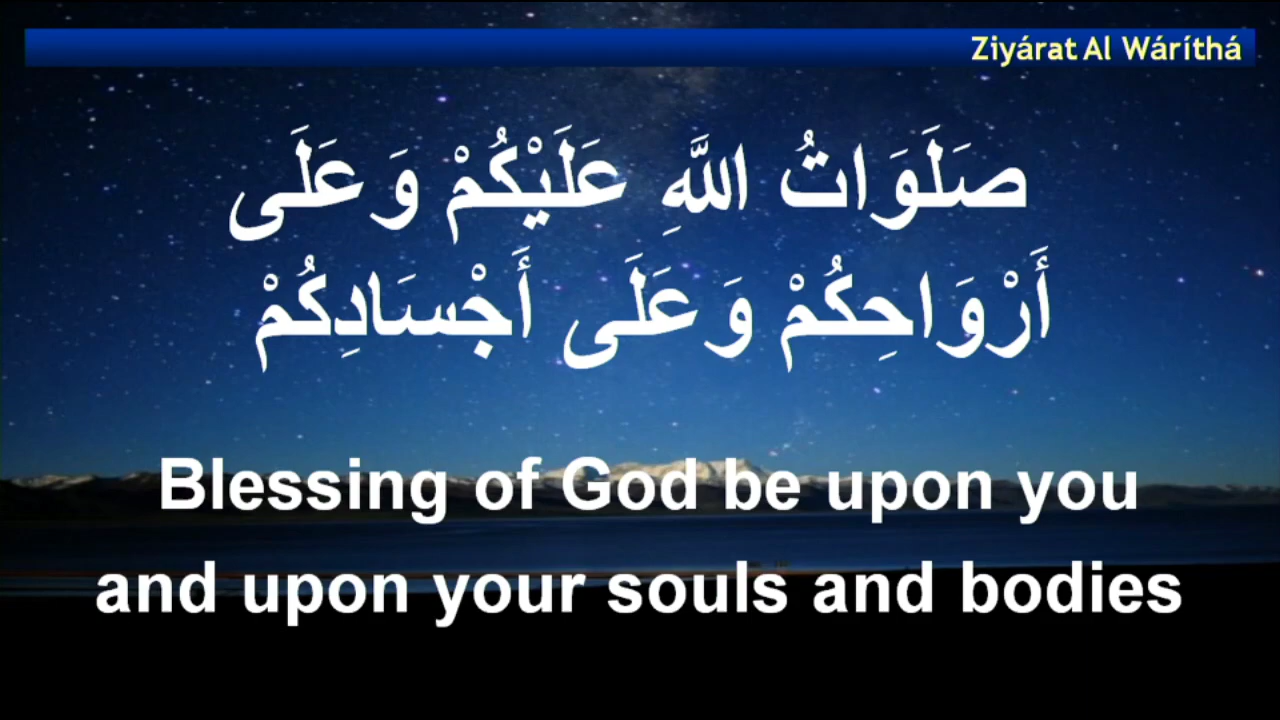 Ziyárat Al Wáríthá
صَلَوَاتُ اللَّهِ عَلَيْكُمْ وَعَلَى
أَرْوَاحِكُمْ وَعَلَى أَجْسَادِكُمْ
Blessing of God be upon you
and upon your souls and bodies